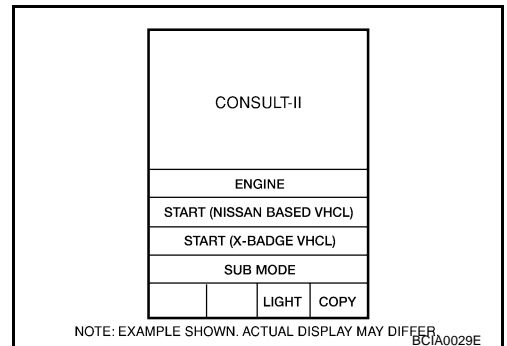 CONSULT-II
ENGINE
START (NISSAN BASED VHCL)
START (X-BADGE VHCL)
SUB MODE
LIGHT COPY
NOTE: EXAMPLE SHOWN. ACTUAL DISPLAY MAY DIFFER.
BCIA0029E